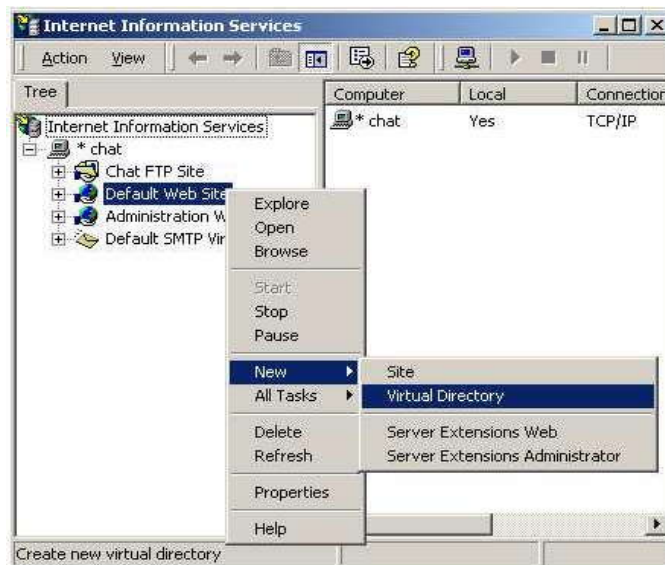 Internet Information Services
Action View
Tree
Computer Local Connection
Internet Information Services
* chat Yes TCP/IP
* chat
Chat FTP Site
Default Web Site
Administration W
Default SMTP Vir
Explore
Open
Browse
Start
Stop
Pause
New
All Tasks
Delete
Refresh
Properties
Help
Site
Virtual Directory
Server Extensions Web
Server Extensions Administrator
Create new virtual directory